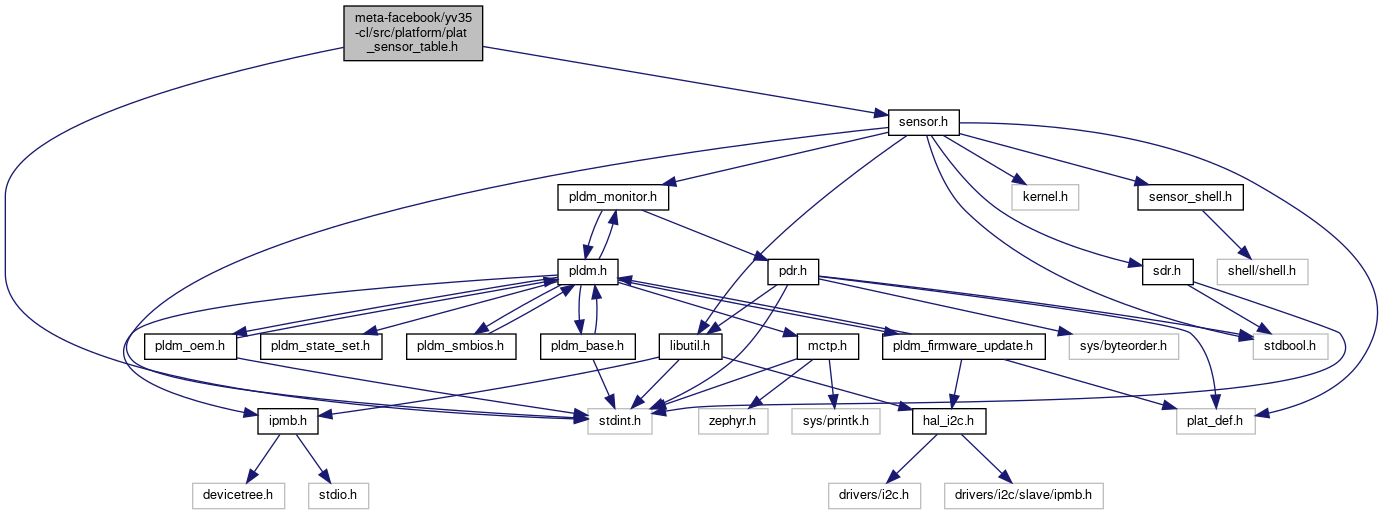 meta-facebook/yv35
-cl/src/platform/plat
_sensor_table.h
sensor.h
pldm_monitor.h
kernel.h
sensor_shell.h
pldm.h
pdr.h
sdr.h
shell/shell.h
pldm_oem.h
pldm_state_set.h
pldm_smbios.h
pldm_base.h
libutil.h
mctp.h
pldm_firmware_update.h
sys/byteorder.h
stdbool.h
ipmb.h
stdint.h
zephyr.h
sys/printk.h
hal_i2c.h
plat_def.h
devicetree.h
stdio.h
drivers/i2c.h
drivers/i2c/slave/ipmb.h